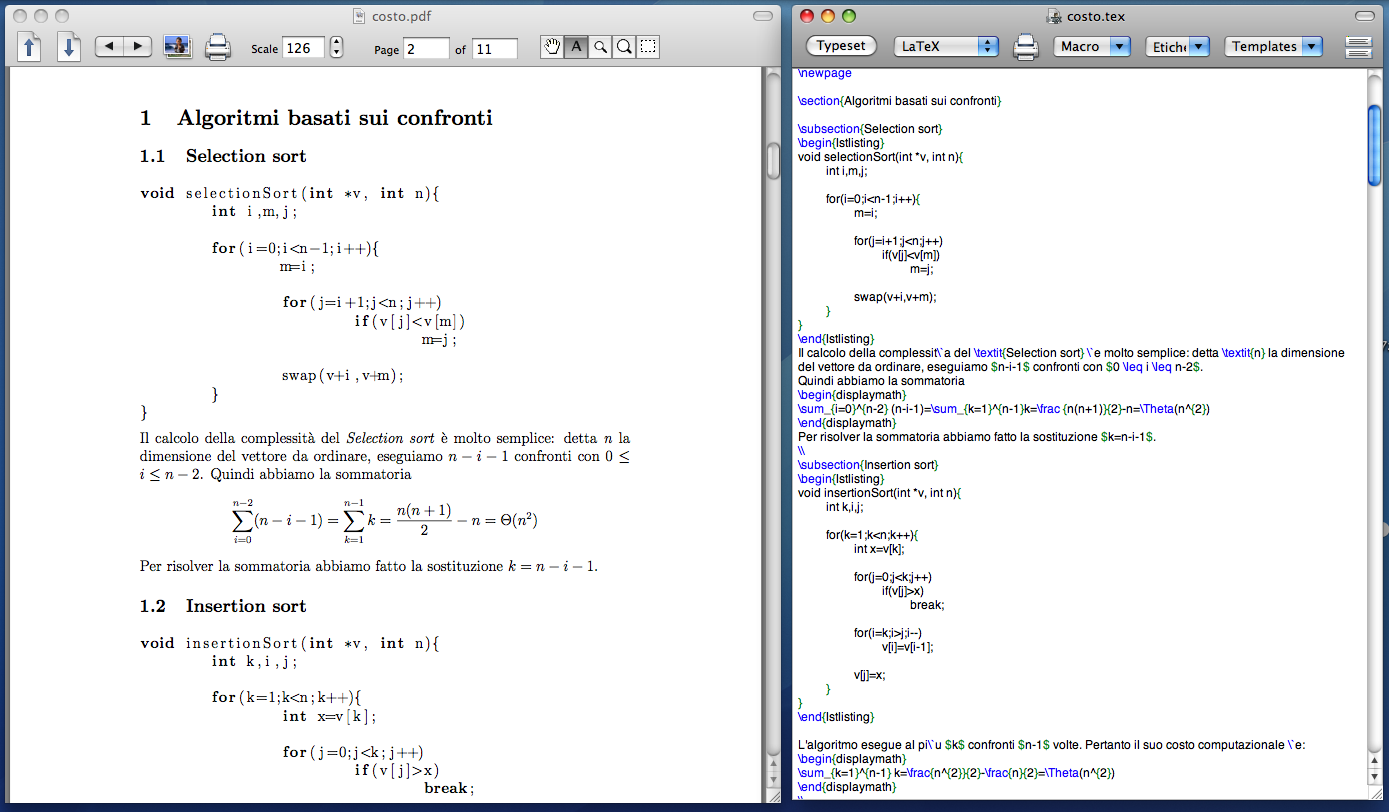 costo.pdf
Scale 126 Page 2 of 11
A
1 Algoritmi basati sui confronti
1.1 Selection sort
void selectionSort(int *v, int n){
int i,m,j;
for(i=0;i<n−1;i++){
m=i;
for(j=i+1;j<n;j++)
if(v[j]<v[m])
m=j;
swap(v+i,v+m);
}
}
Il calcolo della complessità del Selection sort è molto semplice: detta n la
dimensione del vettore da ordinare, eseguiamo n − i − 1 confronti con 0 ≤
i ≤ n − 2. Quindi abbiamo la sommatoria
∑_{i=0}^{n−2}(n − i − 1) = ∑_{k=1}^{n−1} k = n(n + 1)/2 − n = Θ(n²)
Per risolver la sommatoria abbiamo fatto la sostituzione k = n − i − 1.
1.2 Insertion sort
void insertionSort(int *v, int n){
int k,i,j;
for(k=1;k<n;k++){
int x=v[k];
for(j=0;j<k;j++)
if(v[j]>x)
break;
costo.tex
Typeset LaTeX Macro Etich Templates
\newpage
\section{Algoritmi basati sui confronti}
\subsection{Selection sort}
\begin{lstlisting}
void selectionSort(int *v, int n){
int i,m,j;
for(i=0;i<n-1;i++){
m=i;
for(j=i+1;j<n;j++)
if(v[j]<v[m])
m=j;
swap(v+i,v+m);
}
}
\end{lstlisting}
Il calcolo della complessit\`a del \textit{Selection sort} \`e molto semplice: detta \textit{n} la dimensione
del vettore da ordinare, eseguiamo $n-i-1$ confronti con $0 \leq i \leq n-2$.
Quindi abbiamo la sommatoria
\begin{displaymath}
\sum_{i=0}^{n-2} (n-i-1)=\sum_{k=1}^{n-1}k=\frac {n(n+1)}{2}-n=\Theta(n^{2})
\end{displaymath}
Per risolver la sommatoria abbiamo fatto la sostituzione $k=n-i-1$.
\\
\subsection{Insertion sort}
\begin{lstlisting}
void insertionSort(int *v, int n){
int k,i,j;
for(k=1;k<n;k++){
int x=v[k];
for(j=0;j<k;j++)
if(v[j]>x)
break;
for(i=k;i>j;i--)
v[i]=v[i-1];
v[j]=x;
}
}
\end{lstlisting}
L'algoritmo esegue al pi\`u $k$ confronti $n-1$ volte. Pertanto il suo costo computazionale \`e:
\begin{displaymath}
\sum_{k=1}^{n-1} k=\frac{n^{2}}{2}-\frac{n}{2}=\Theta(n^{2})
\end{displaymath}
\\